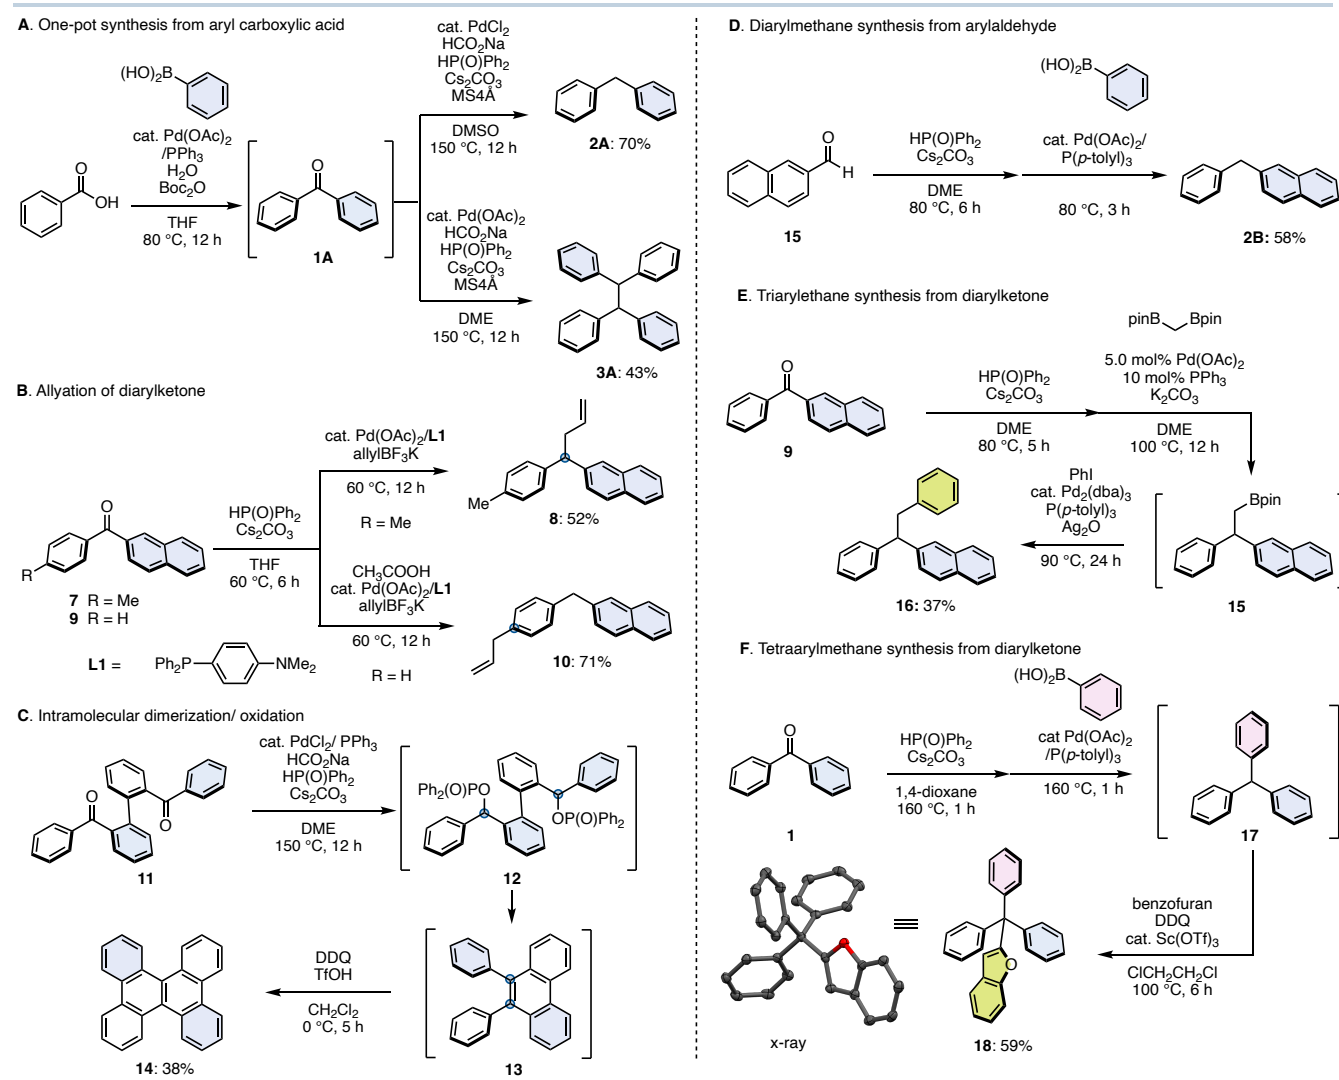 A. One-pot synthesis from aryl carboxylic acid
(HO)₂B
cat. Pd(OAc)₂
/PPh₃
H₂O
Boc₂O
THF
80 °C, 12 h
O
OH
O
1A
cat. PdCl₂
HCO₂Na
HP(O)Ph₂
Cs₂CO₃
MS4Å
DMSO
150 °C, 12 h
2A: 70%
cat. Pd(OAc)₂
HCO₂Na
HP(O)Ph₂
Cs₂CO₃
MS4Å
DME
150 °C, 12 h
3A: 43%
B. Allyation of diarylketone
O
R
7 R = Me
9 R = H
HP(O)Ph₂
Cs₂CO₃
THF
60 °C, 6 h
cat. Pd(OAc)₂/L1
allylBF₃K
60 °C, 12 h
R = Me
Me
8: 52%
CH₃COOH
cat. Pd(OAc)₂/L1
allylBF₃K
60 °C, 12 h
R = H
10: 71%
L1 =
Ph₂P
NMe₂
C. Intramolecular dimerization/ oxidation
O
O
11
cat. PdCl₂/ PPh₃
HCO₂Na
HP(O)Ph₂
Cs₂CO₃
DME
150 °C, 12 h
Ph₂(O)PO
OP(O)Ph₂
12
13
DDQ
TfOH
CH₂Cl₂
0 °C, 5 h
14: 38%
D. Diarylmethane synthesis from arylaldehyde
O
H
15
HP(O)Ph₂
Cs₂CO₃
DME
80 °C, 6 h
(HO)₂B
cat. Pd(OAc)₂/
P(p-tolyl)₃
80 °C, 3 h
2B: 58%
E. Triarylethane synthesis from diarylketone
O
9
HP(O)Ph₂
Cs₂CO₃
DME
80 °C, 5 h
pinB Bpin
5.0 mol% Pd(OAc)₂
10 mol% PPh₃
K₂CO₃
DME
100 °C, 12 h
Bpin
15
PhI
cat. Pd₂(dba)₃
P(p-tolyl)₃
Ag₂O
90 °C, 24 h
16: 37%
F. Tetraarylmethane synthesis from diarylketone
O
1
HP(O)Ph₂
Cs₂CO₃
1,4-dioxane
160 °C, 1 h
(HO)₂B
cat Pd(OAc)₂
/P(p-tolyl)₃
160 °C, 1 h
17
benzofuran
DDQ
cat. Sc(OTf)₃
ClCH₂CH₂Cl
100 °C, 6 h
O
18: 59%
x-ray